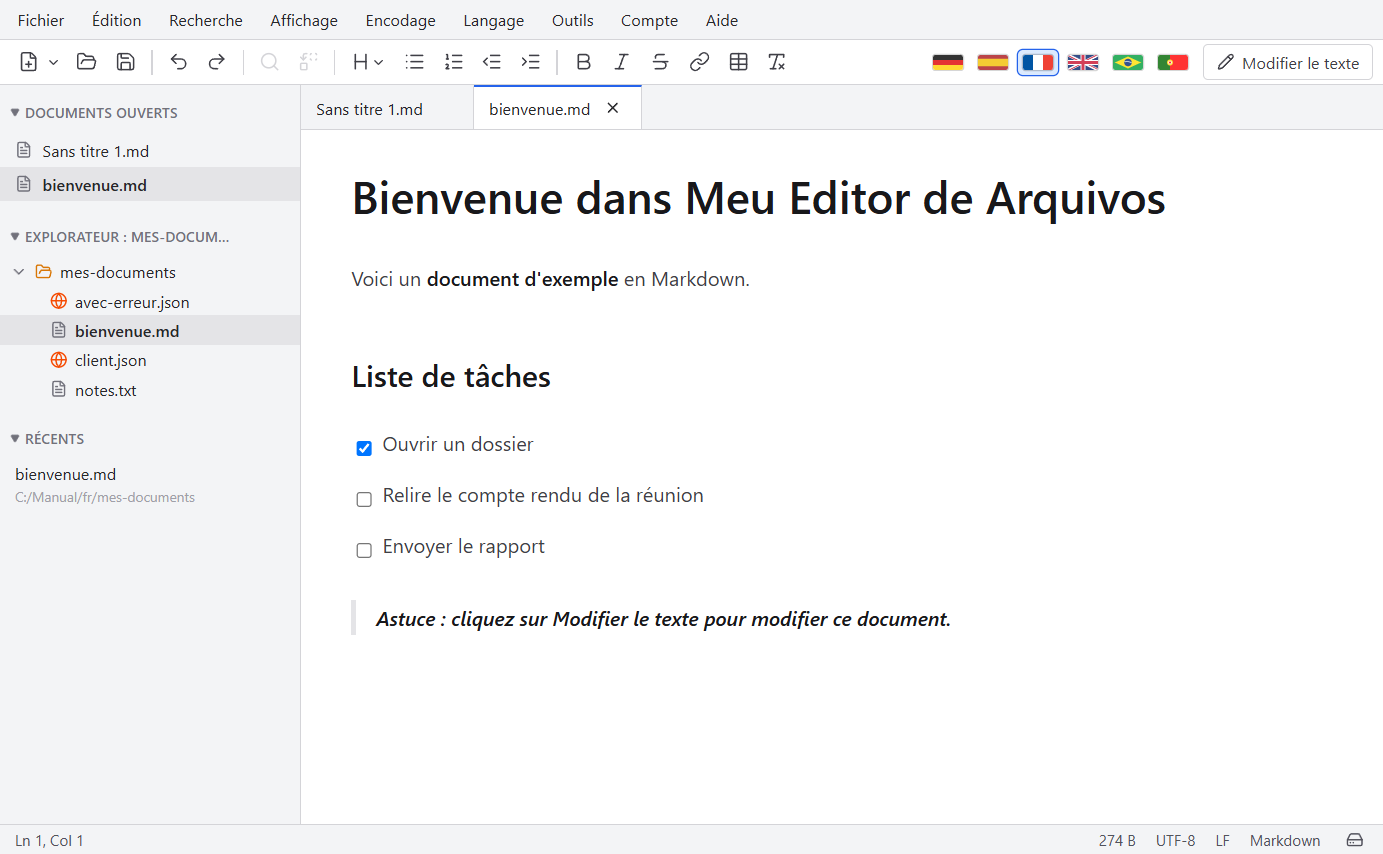 Fichier Édition Recherche Affichage Encodage Langage Outils Compte Aide
Modifier le texte
DOCUMENTS OUVERTS
Sans titre 1.md
bienvenue.md
EXPLORATEUR : MES-DOCUM...
mes-documents
avec-erreur.json
bienvenue.md
client.json
notes.txt
RÉCENTS
bienvenue.md
C:/Manual/fr/mes-documents
Sans titre 1.md bienvenue.md
Bienvenue dans Meu Editor de Arquivos
Voici un document d'exemple en Markdown.
Liste de tâches
Ouvrir un dossier
Relire le compte rendu de la réunion
Envoyer le rapport
Astuce : cliquez sur Modifier le texte pour modifier ce document.
Ln 1, Col 1 274 B UTF-8 LF Markdown